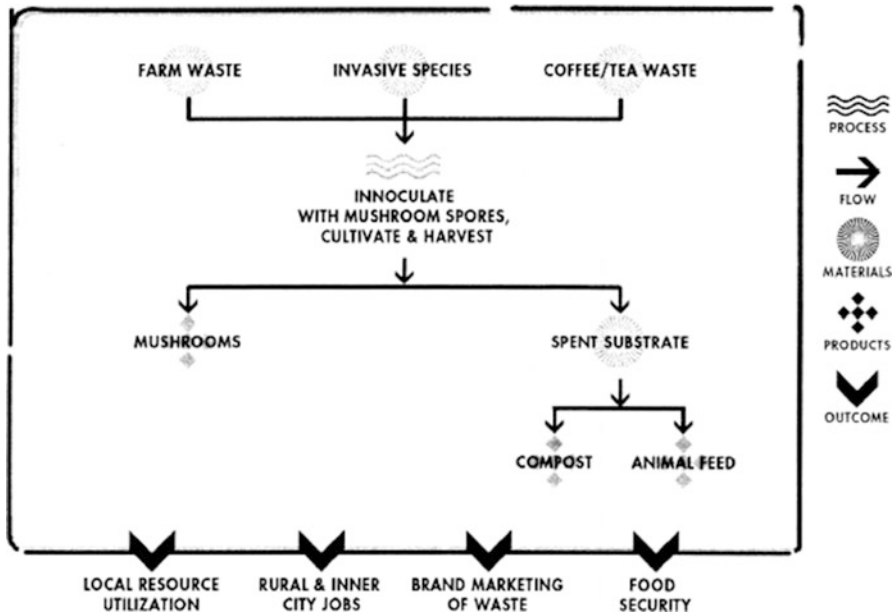 FARM WASTE
INVASIVE SPECIES
COFFEE/TEA WASTE
INNOCULATE
WITH MUSHROOM SPORES,
CULTIVATE & HARVEST
MUSHROOMS
SPENT SUBSTRATE
COMPOST
ANIMAL FEED
LOCAL RESOURCE
UTILIZATION
RURAL & INNER
CITY JOBS
BRAND MARKETING
OF WASTE
FOOD
SECURITY
PROCESS
FLOW
MATERIALS
PRODUCTS
OUTCOME